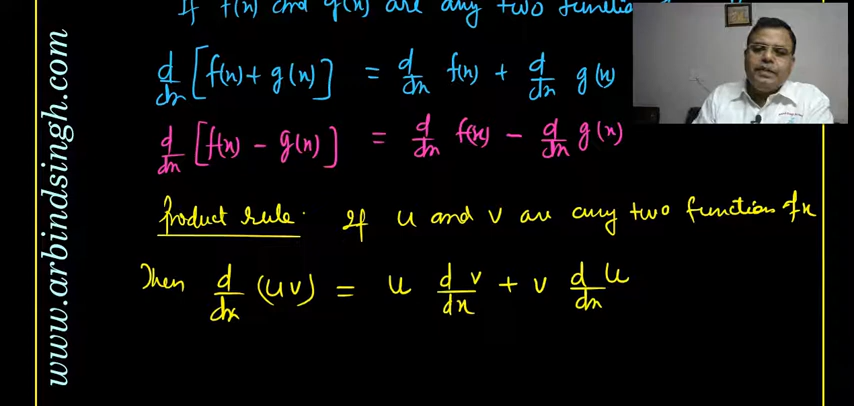 If f(x) and g(x) are any two function
d/dx [f(x) + g(x)] = d/dx f(x) + d/dx g(x)
d/dx [f(x) - g(x)] = d/dx f(x) - d/dx g(x)
Product rule. If u and v are any two function of x
Then d/dx (uv) = u d/dx v + v d/dx u
www.arbindsingh.com